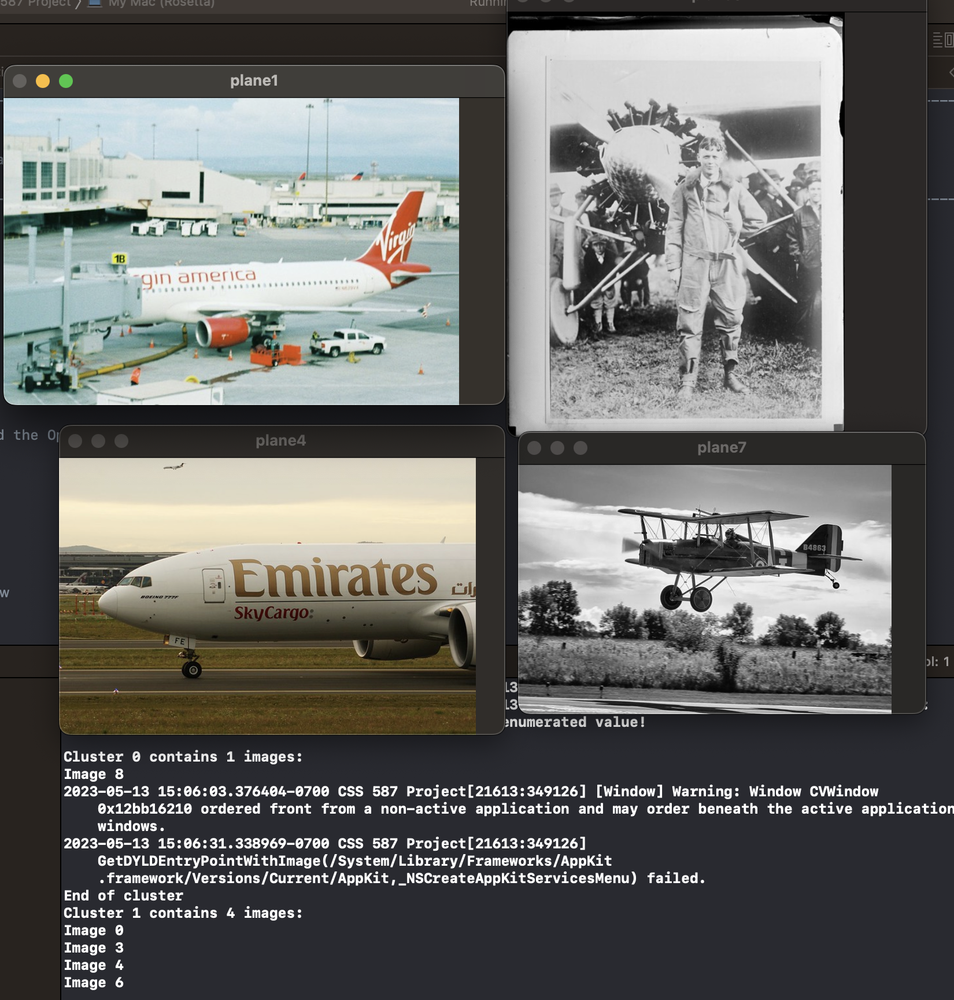 587 Project 〉 My Mac (Rosetta)
plane1
18
gin america
Virgin
plane4
Emirates
SkyCargo:
BOEING 777F
FE
plane7
B4863
d the
w
ol: 1
13
13
enumerated value!
Cluster 0 contains 1 images:
Image 8
2023-05-13 15:06:03.376404-0700 CSS 587 Project[21613:349126] [Window] Warning: Window CVWindow
0x12bb16210 ordered front from a non-active application and may order beneath the active application
windows.
2023-05-13 15:06:31.338969-0700 CSS 587 Project[21613:349126]
GetDYLDEntryPointWithImage(/System/Library/Frameworks/AppKit
.framework/Versions/Current/AppKit,_NSCreateAppKitServicesMenu) failed.
End of cluster
Cluster 1 contains 4 images:
Image 0
Image 3
Image 4
Image 6